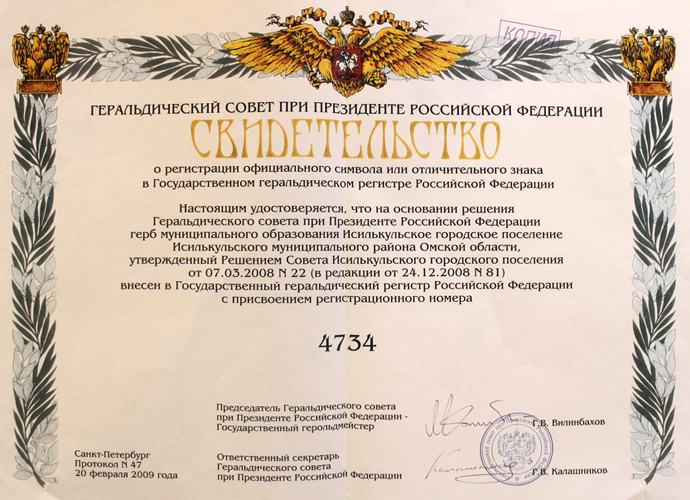 КОПИЯ
ГЕРАЛЬДИЧЕСКИЙ СОВЕТ ПРИ ПРЕЗИДЕНТЕ РОССИЙСКОЙ ФЕДЕРАЦИИ
СВИДЕТЕЛЬСТВО
о регистрации официального символа или отличительного знака
в Государственном геральдическом регистре Российской Федерации
Настоящим удостоверяется, что на основании решения
Геральдического совета при Президенте Российской Федерации
герб муниципального образования Исилькульское городское поселение
Исилькульского муниципального района Омской области,
утвержденный Решением Совета Исилькульского городского поселения
от 07.03.2008 N 22 (в редакции от 24.12.2008 N 81)
внесен в Государственный геральдический регистр Российской Федерации
с присвоением регистрационного номера
4734
Председатель Геральдического совета
при Президенте Российской Федерации -
Государственный герольдмейстер
Г.В. Вилинбахов
Санкт-Петербург
Протокол N 47
20 февраля 2009 года
Ответственный секретарь
Геральдического совета
при Президенте Российской Федерации
Г.В. Калашников